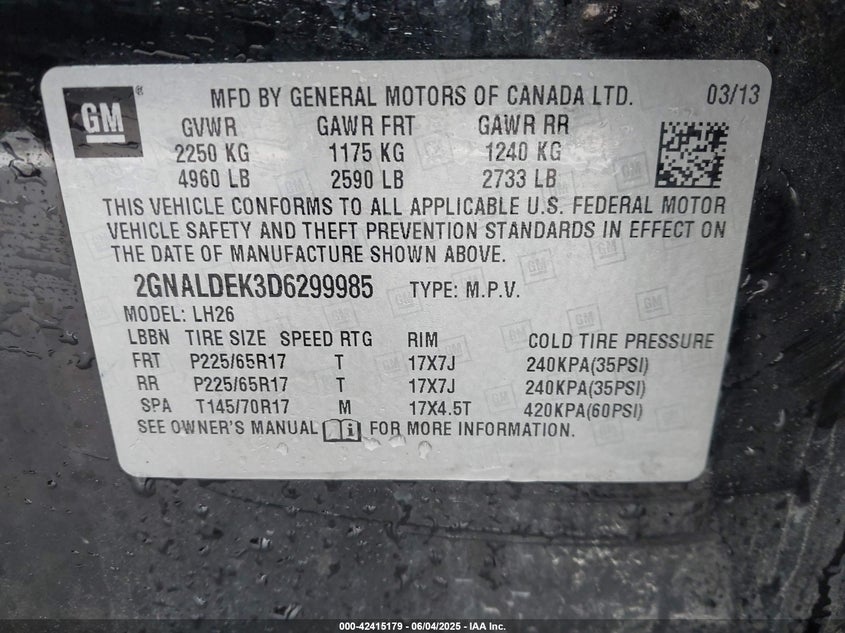 GM ®
MFD BY GENERAL MOTORS OF CANADA LTD. 03/13
GVWR GAWR FRT GAWR RR
2250 KG 1175 KG 1240 KG
4960 LB 2590 LB 2733 LB
THIS VEHICLE CONFORMS TO ALL APPLICABLE U.S. FEDERAL MOTOR
VEHICLE SAFETY AND THEFT PREVENTION STANDARDS IN EFFECT ON
THE DATE OF MANUFACTURE SHOWN ABOVE.
2GNALDEK3D6299985 TYPE: M.P.V.
MODEL: LH26
LBBN TIRE SIZE SPEED RTG RIM COLD TIRE PRESSURE
FRT P225/65R17 T 17X7J 240KPA(35PSI)
RR P225/65R17 T 17X7J 240KPA(35PSI)
SPA T145/70R17 M 17X4.5T 420KPA(60PSI)
SEE OWNER'S MANUAL i FOR MORE INFORMATION.
000-42415179 - 06/04/2025 - IAA Inc.